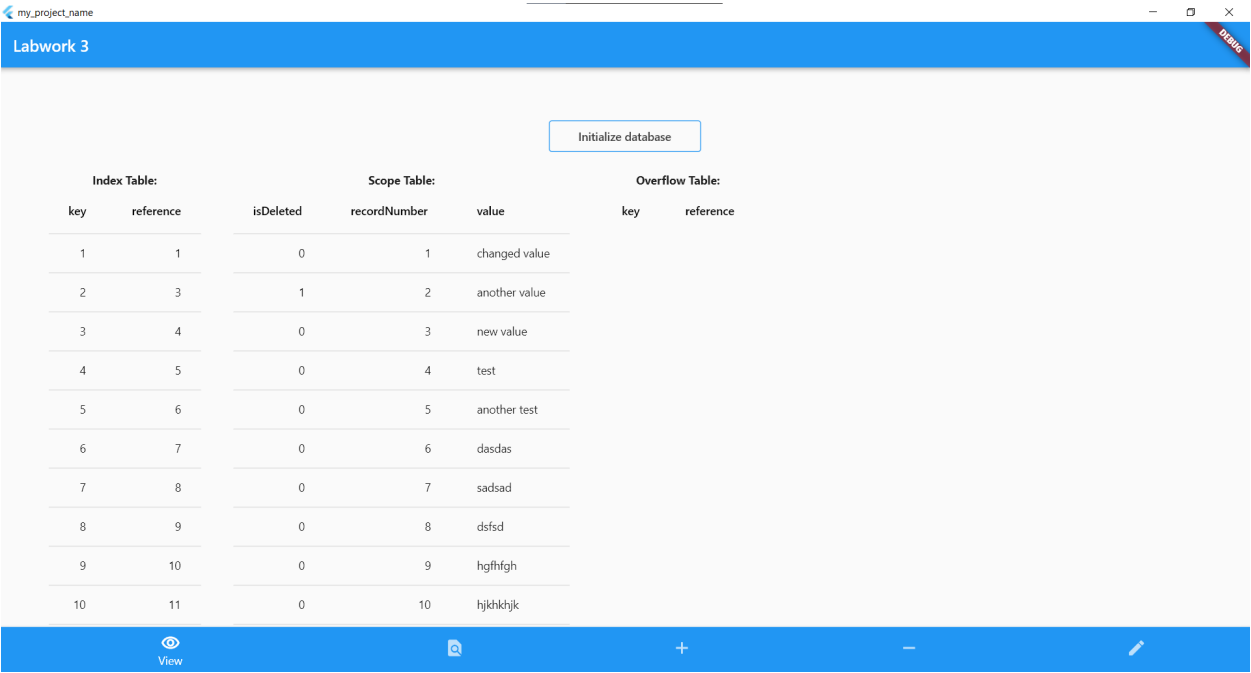 my_project_name
Labwork 3
DEBUG
Initialize database
Index Table: Scope Table: Overflow Table:
key reference isDeleted recordNumber value key reference
1 1 0 1 changed value
2 3 1 2 another value
3 4 0 3 new value
4 5 0 4 test
5 6 0 5 another test
6 7 0 6 dasdas
7 8 0 7 sadsad
8 9 0 8 dsfsd
9 10 0 9 hgfhfgh
10 11 0 10 hjkhkhjk
View